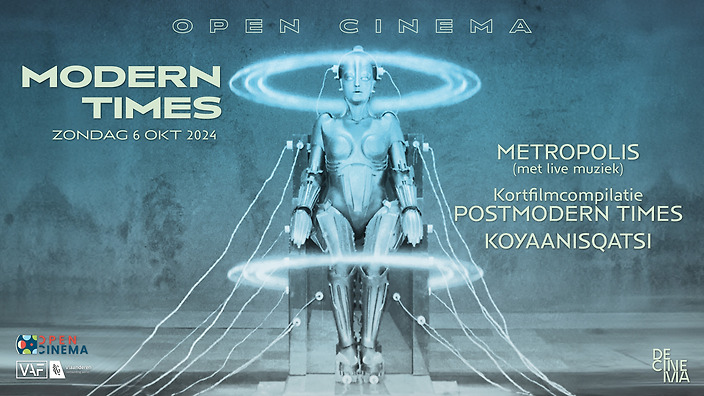 OPEN CINEMA
MODERN
TIMES
ZONDAG 6 OKT 2024
METROPOLIS
(met live muziek)
Kortfilmcompilatie
POSTMODERN TIMES
KOYAANISQATSI
OPEN
CINEMA
VAF
Vlaanderen
DE
CINE
MA